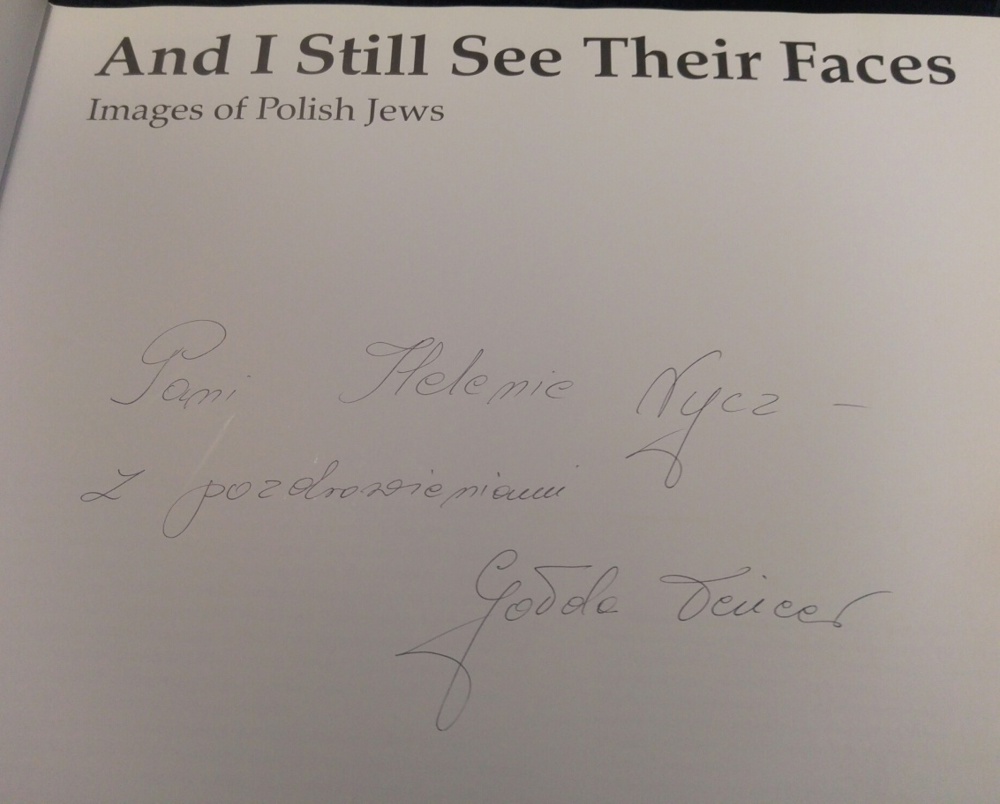 And I Still See Their Faces
Images of Polish Jews
Pani Helenie Nycz –
z pozdrowieniami
Gołda Tencer